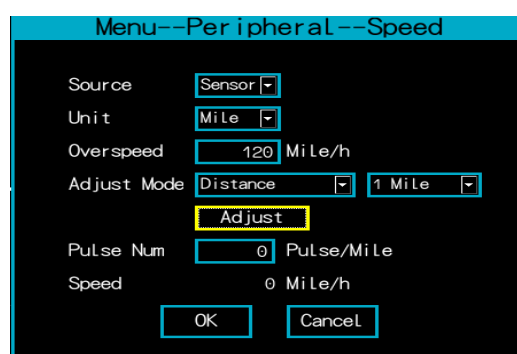 Menu--Peripheral--Speed
Source Sensor
Unit Mile
Overspeed 120 Mile/h
Adjust Mode Distance 1 Mile
Adjust
Pulse Num 0 Pulse/Mile
Speed 0 Mile/h
OK Cancel